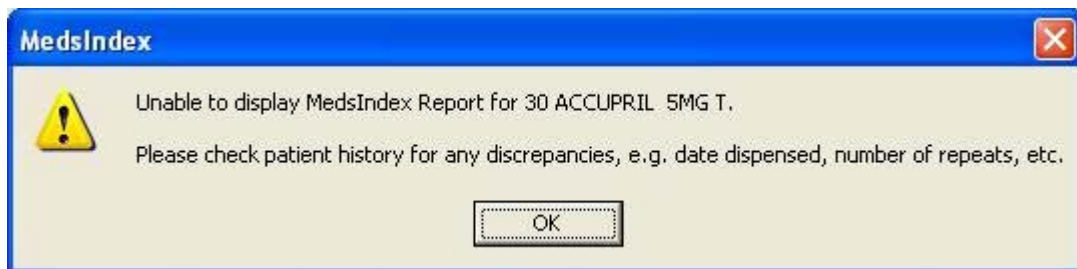 MedsIndex
Unable to display MedsIndex Report for 30 ACCUPRIL  5MG T.
Please check patient history for any discrepancies, e.g. date dispensed, number of repeats, etc.
OK